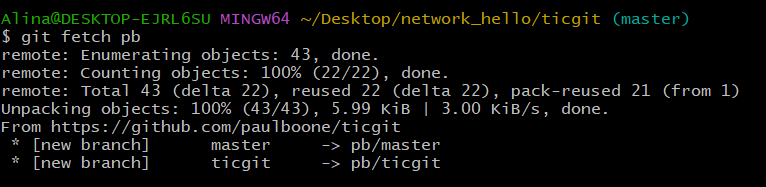 Alina@DESKTOP-EJRL6SU MINGW64 ~/Desktop/network_hello/ticgit (master)
$ git fetch pb
remote: Enumerating objects: 43, done.
remote: Counting objects: 100% (22/22), done.
remote: Total 43 (delta 22), reused 22 (delta 22), pack-reused 21 (from 1)
Unpacking objects: 100% (43/43), 5.99 KiB | 3.00 KiB/s, done.
From https://github.com/paulboone/ticgit
 * [new branch]      master     -> pb/master
 * [new branch]      ticgit     -> pb/ticgit